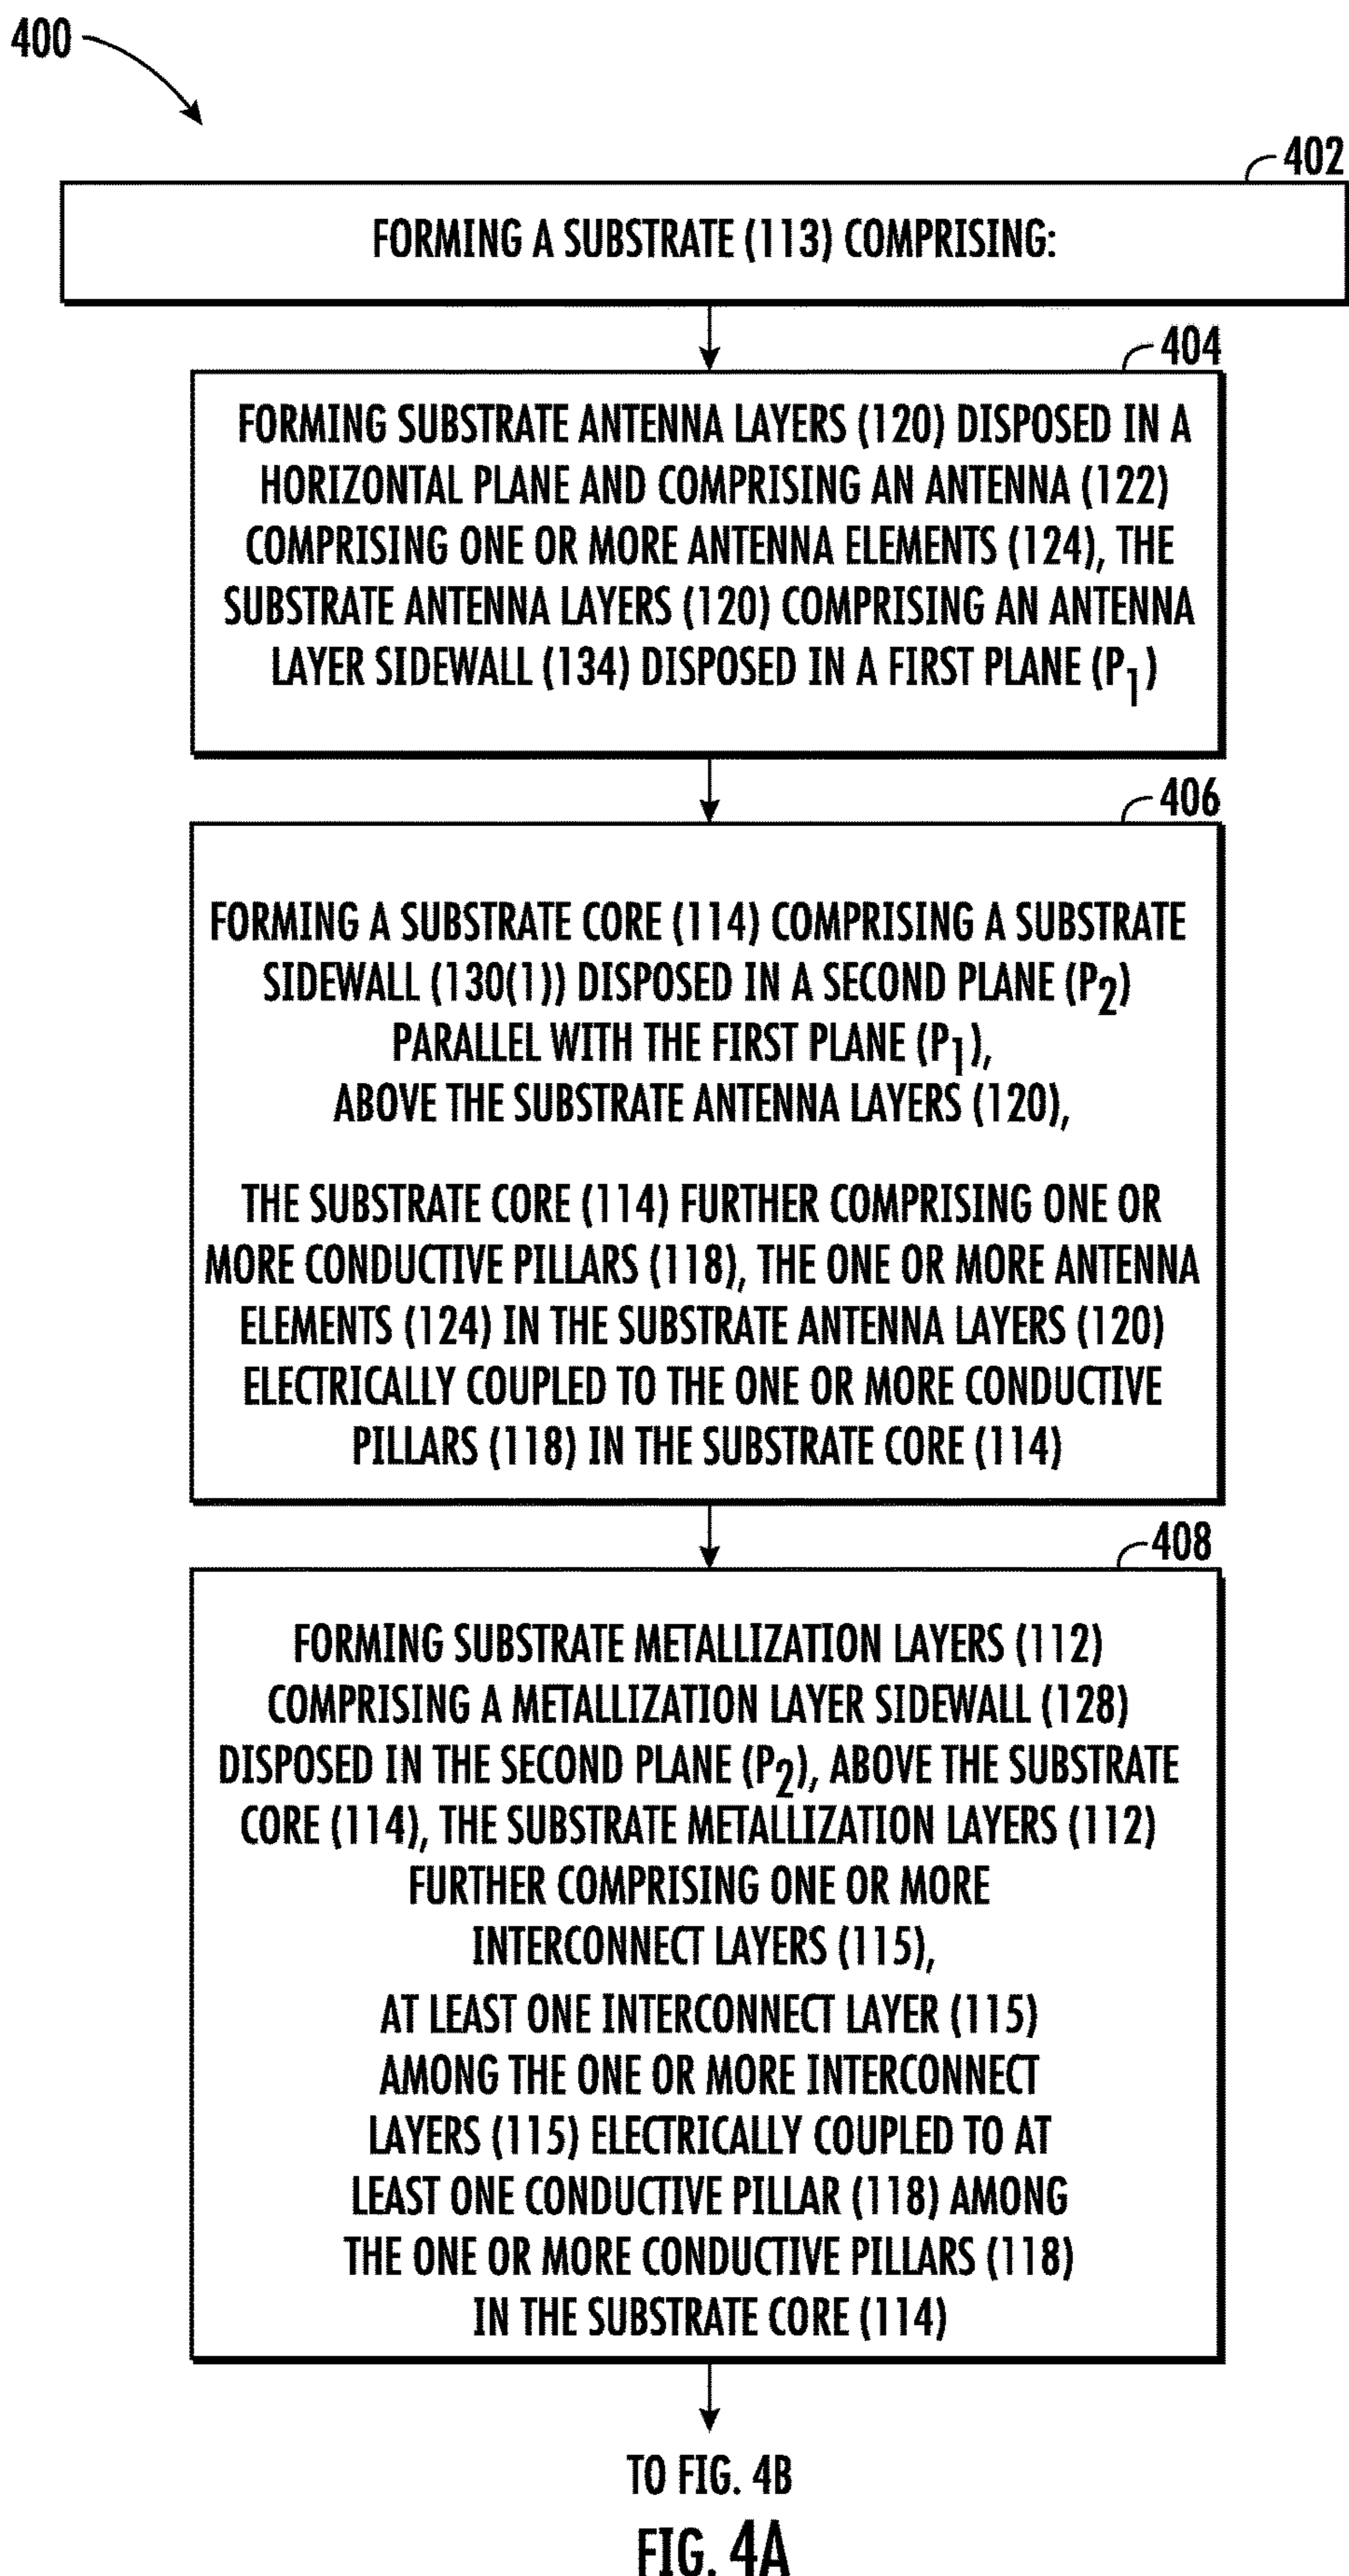 400
402
FORMING A SUBSTRATE (113) COMPRISING:
404
FORMING SUBSTRATE ANTENNA LAYERS (120) DISPOSED IN A
HORIZONTAL PLANE AND COMPRISING AN ANTENNA (122)
COMPRISING ONE OR MORE ANTENNA ELEMENTS (124), THE
SUBSTRATE ANTENNA LAYERS (120) COMPRISING AN ANTENNA
LAYER SIDEWALL (134) DISPOSED IN A FIRST PLANE (P1)
406
FORMING A SUBSTRATE CORE (114) COMPRISING A SUBSTRATE
SIDEWALL (130(1)) DISPOSED IN A SECOND PLANE (P2)
PARALLEL WITH THE FIRST PLANE (P1),
ABOVE THE SUBSTRATE ANTENNA LAYERS (120),
THE SUBSTRATE CORE (114) FURTHER COMPRISING ONE OR
MORE CONDUCTIVE PILLARS (118), THE ONE OR MORE ANTENNA
ELEMENTS (124) IN THE SUBSTRATE ANTENNA LAYERS (120)
ELECTRICALLY COUPLED TO THE ONE OR MORE CONDUCTIVE
PILLARS (118) IN THE SUBSTRATE CORE (114)
408
FORMING SUBSTRATE METALLIZATION LAYERS (112)
COMPRISING A METALLIZATION LAYER SIDEWALL (128)
DISPOSED IN THE SECOND PLANE (P2), ABOVE THE SUBSTRATE
CORE (114), THE SUBSTRATE METALLIZATION LAYERS (112)
FURTHER COMPRISING ONE OR MORE
INTERCONNECT LAYERS (115),
AT LEAST ONE INTERCONNECT LAYER (115)
AMONG THE ONE OR MORE INTERCONNECT
LAYERS (115) ELECTRICALLY COUPLED TO AT
LEAST ONE CONDUCTIVE PILLAR (118) AMONG
THE ONE OR MORE CONDUCTIVE PILLARS (118)
IN THE SUBSTRATE CORE (114)
TO FIG. 4B
FIG. 4A